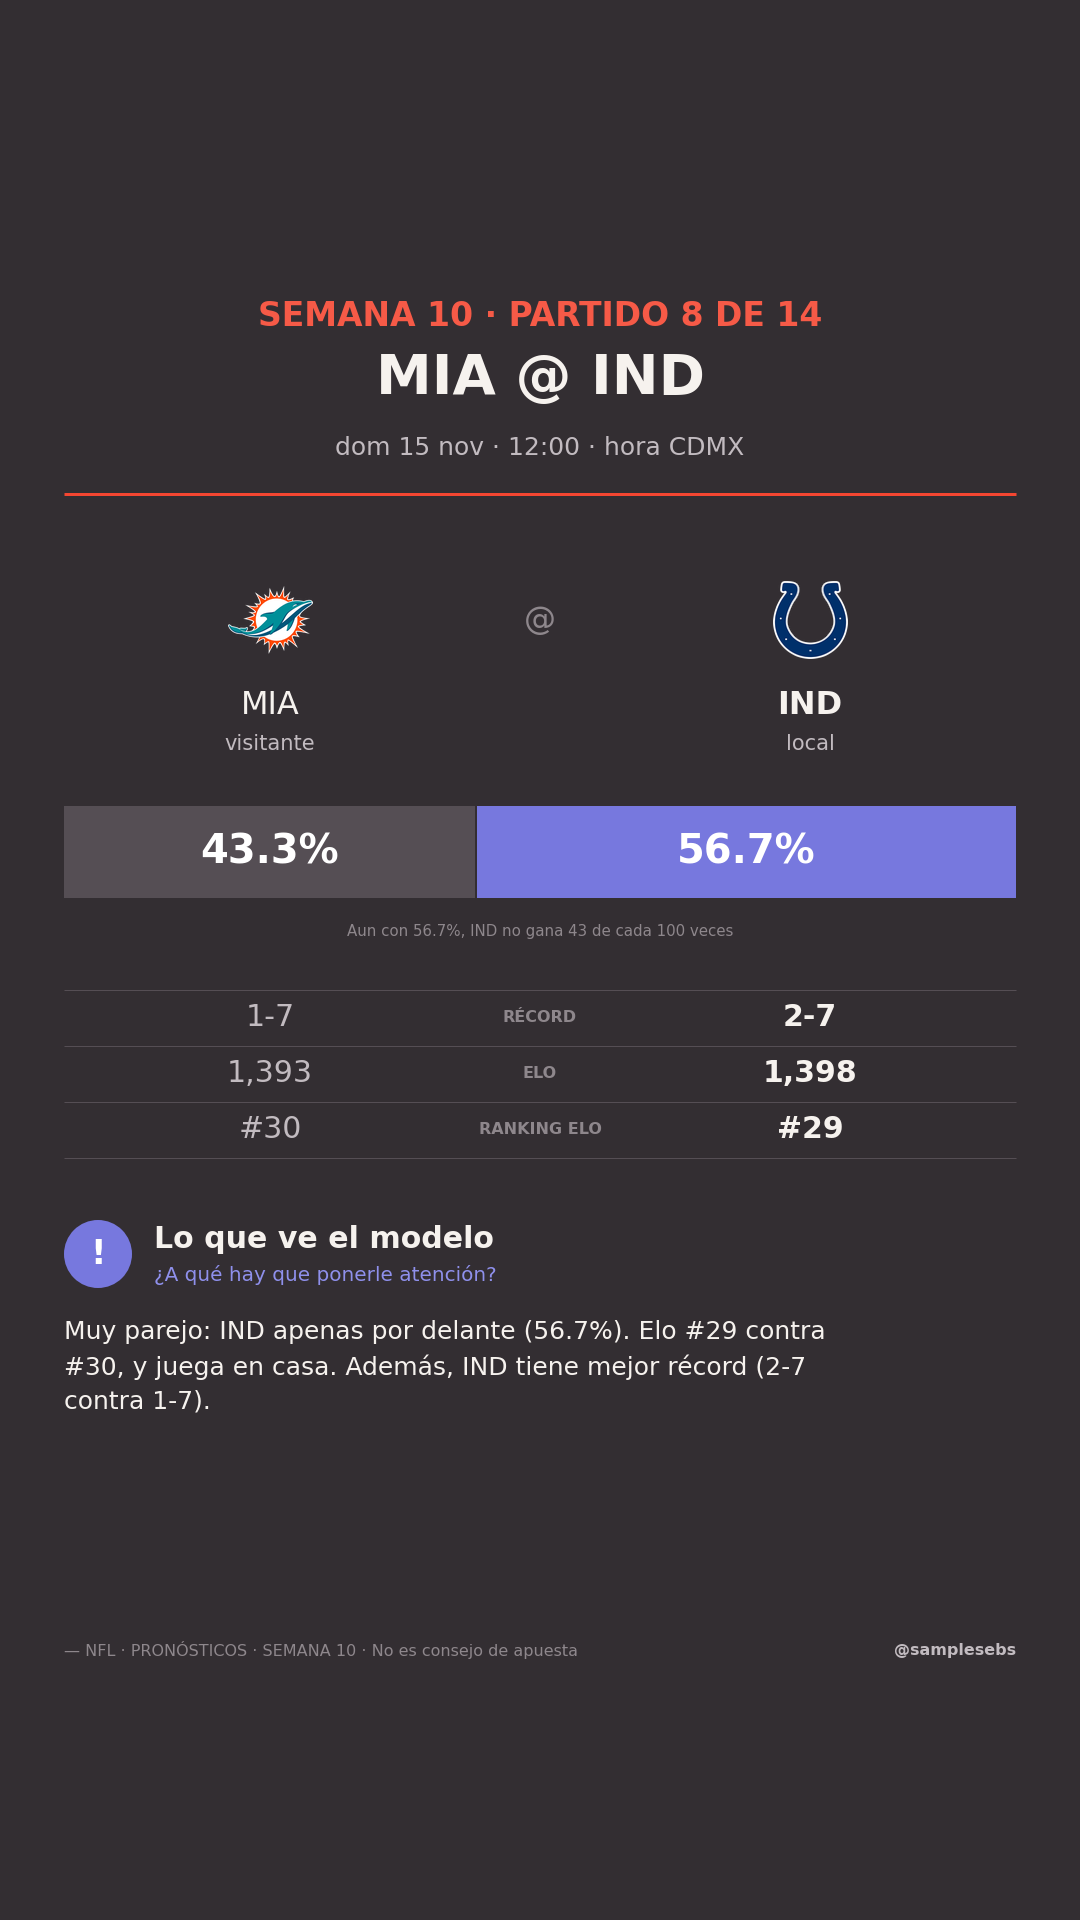 SEMANA 10 · PARTIDO 8 DE 14
MIA @ IND
dom 15 nov · 12:00 · hora CDMX
@
MIA
IND
visitante
local
43.3%
56.7%
Aun con 56.7%, IND no gana 43 de cada 100 veces
1-7 RÉCORD 2-7
1,393 ELO 1,398
#30 RANKING ELO #29
!
Lo que ve el modelo
¿A qué hay que ponerle atención?
Muy parejo: IND apenas por delante (56.7%). Elo #29 contra
#30, y juega en casa. Además, IND tiene mejor récord (2-7
contra 1-7).
— NFL · PRONÓSTICOS · SEMANA 10 · No es consejo de apuesta
@samplesebs